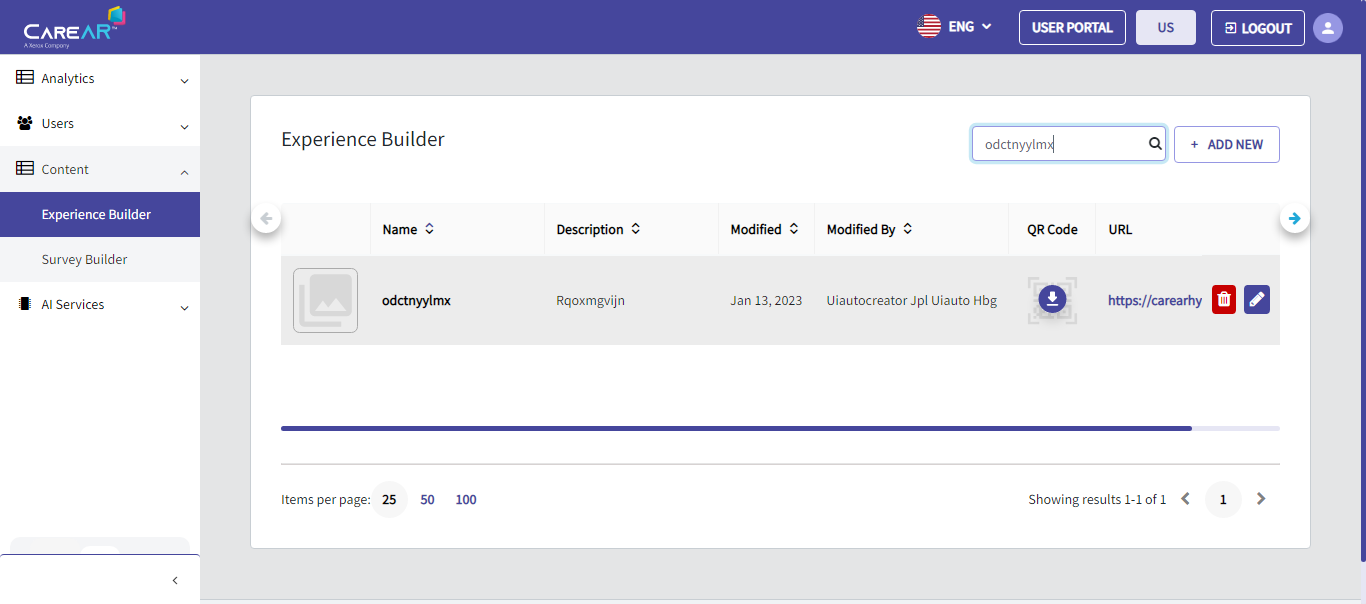 CAREAR™
A Xerox Company
ENG
USER PORTAL
US
LOGOUT
Analytics
Users
Content
Experience Builder
Survey Builder
AI Services
Experience Builder
odctnyylmx
+ ADD NEW
Name Description Modified Modified By QR Code URL
odctnyylmx Rqoxmgvijn Jan 13, 2023 Uiautocreator Jpl Uiauto Hbg https://carearhy
Items per page: 25 50 100
Showing results 1-1 of 1 1